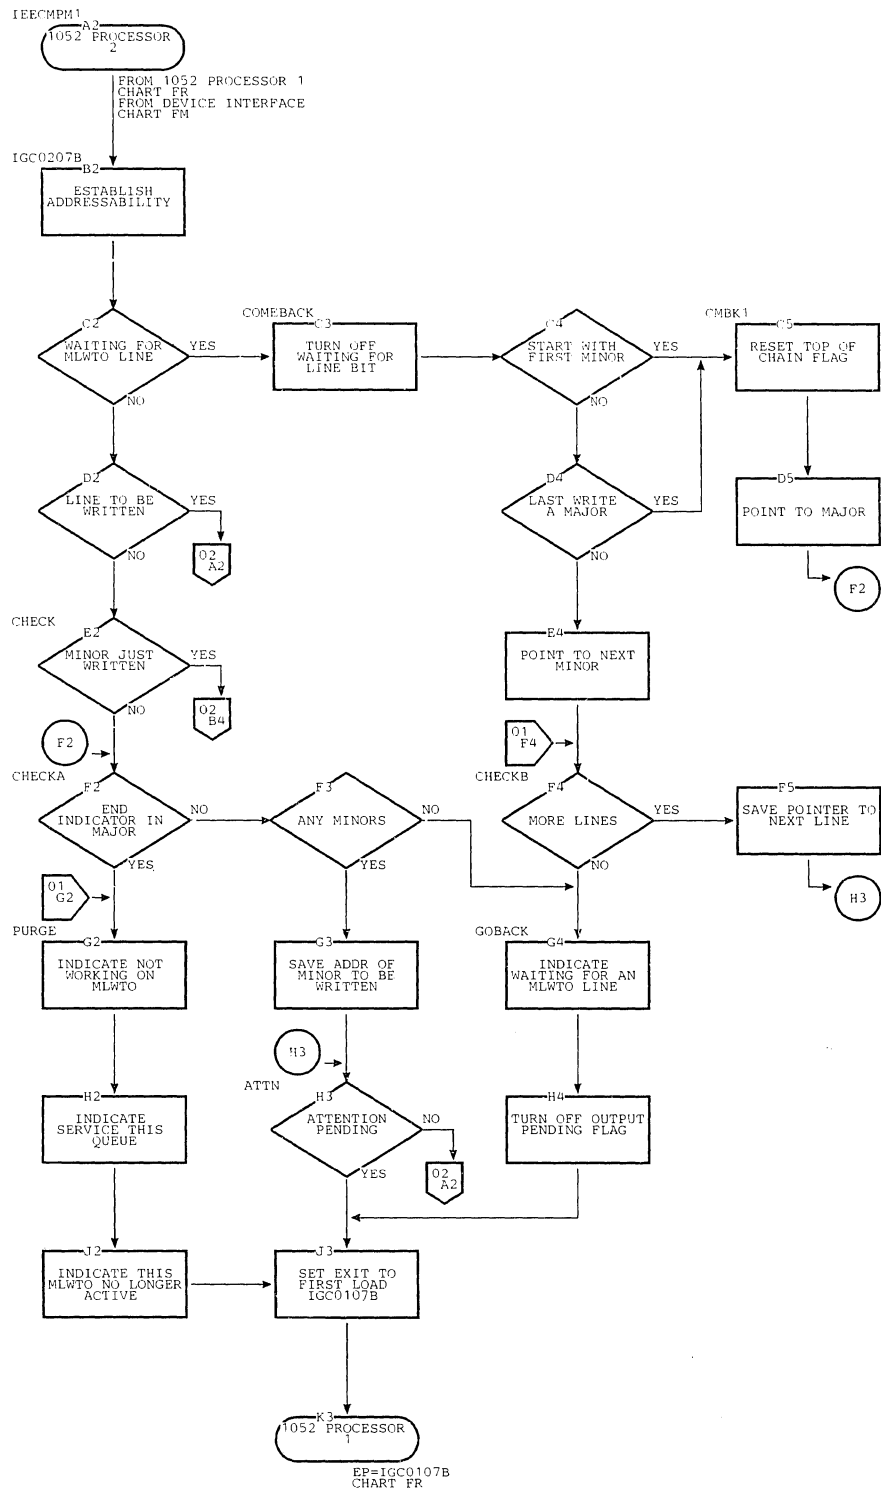 IEECMPM1
A2
1052 PROCESSOR
2
FROM 1052 PROCESSOR 1
CHART FR
FROM DEVICE INTERFACE
CHART FM
IGC0207B
B2
ESTABLISH
ADDRESSABILITY
C2
WAITING FOR
MLWTO LINE
YES
NO
COMEBACK
C3
TURN OFF
WAITING FOR
LINE BIT
C4
START WITH
FIRST MINOR
YES
NO
CMBK1
C5
RESET TOP OF
CHAIN FLAG
D2
LINE TO BE
WRITTEN
YES
NO
02
A2
D4
LAST WRITE
A MAJOR
YES
NO
D5
POINT TO MAJOR
F2
CHECK
E2
MINOR JUST
WRITTEN
YES
NO
02
B4
E4
POINT TO NEXT
MINOR
F2
01
F4
CHECKA
F2
END
INDICATOR IN
MAJOR
NO
YES
F3
ANY MINORS
NO
YES
CHECKB
F4
MORE LINES
YES
NO
F5
SAVE POINTER TO
NEXT LINE
H3
01
G2
PURGE
G2
INDICATE NOT
WORKING ON
MLWTO
G3
SAVE ADDR OF
MINOR TO BE
WRITTEN
GOBACK
G4
INDICATE
WAITING FOR AN
MLWTO LINE
H3
ATTN
H2
INDICATE
SERVICE THIS
QUEUE
H3
ATTENTION
PENDING
NO
YES
02
A2
H4
TURN OFF OUTPUT
PENDING FLAG
J2
INDICATE THIS
MLWTO NO LONGER
ACTIVE
J3
SET EXIT TO
FIRST LOAD
IGC0107B
K3
1052 PROCESSOR
1
EP=IGC0107B
CHART FR